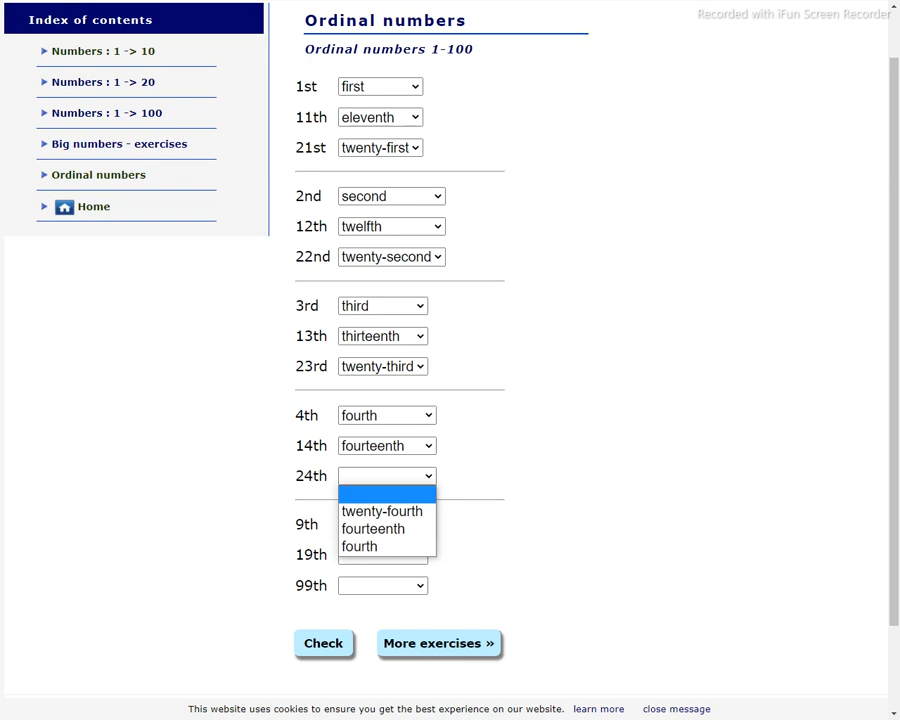 Recorded with iFun Screen Recorder
Index of contents
Numbers : 1 -> 10
Numbers : 1 -> 20
Numbers : 1 -> 100
Big numbers - exercises
Ordinal numbers
Home
Ordinal numbers
Ordinal numbers 1-100
1st first
11th eleventh
21st twenty-first
2nd second
12th twelfth
22nd twenty-second
3rd third
13th thirteenth
23rd twenty-third
4th fourth
14th fourteenth
24th
twenty-fourth
fourteenth
fourth
9th
19th
99th
Check More exercises »
This website uses cookies to ensure you get the best experience on our website. learn more close message